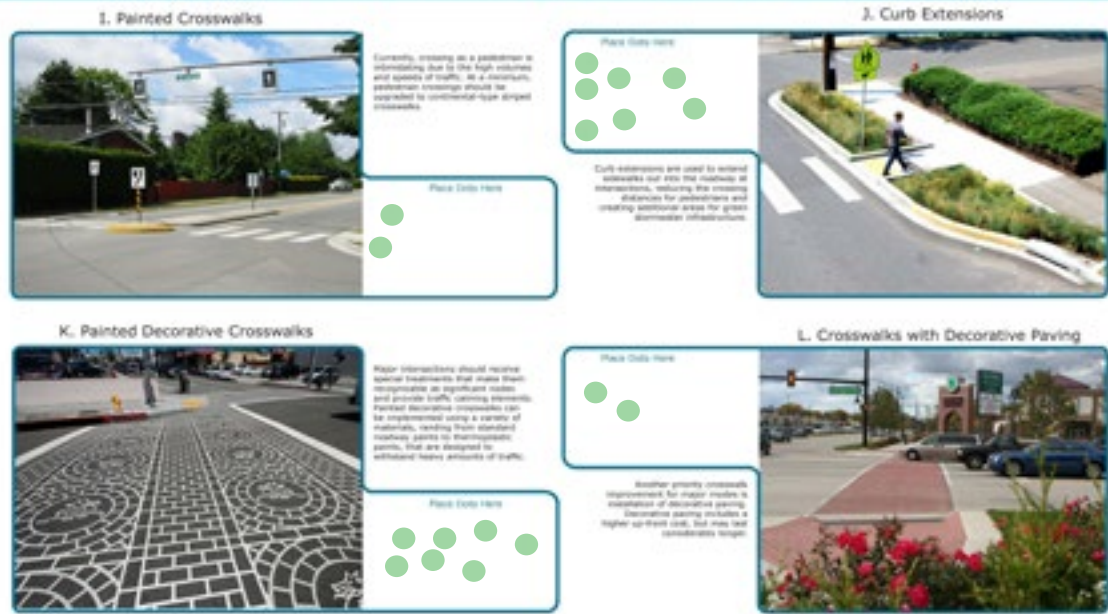 I. Painted Crosswalks
Currently, crossing as a pedestrian is
intimidating due to the high volumes
and speeds of traffic. At a minimum,
pedestrian crossings should be
upgraded to continental-type striped
crosswalks.
Place Dots Here
J. Curb Extensions
Place Dots Here
Curb extensions are used to extend
sidewalks out into the roadway at
intersections, reducing the crossing
distances for pedestrians and
creating additional areas for green
stormwater infrastructure.
K. Painted Decorative Crosswalks
Major intersections should receive
special treatments that make them
recognizable as significant nodes
and provide traffic calming elements.
Painted decorative crosswalks can
be implemented using a variety of
materials, ranging from standard
roadway paints to thermoplastic
paints, that are designed to
withstand heavy amounts of traffic.
Place Dots Here
L. Crosswalks with Decorative Paving
Place Dots Here
Another priority crosswalk
improvement for major nodes is
installation of decorative paving.
Decorative paving includes a
higher up-front cost, but may last
considerably longer.